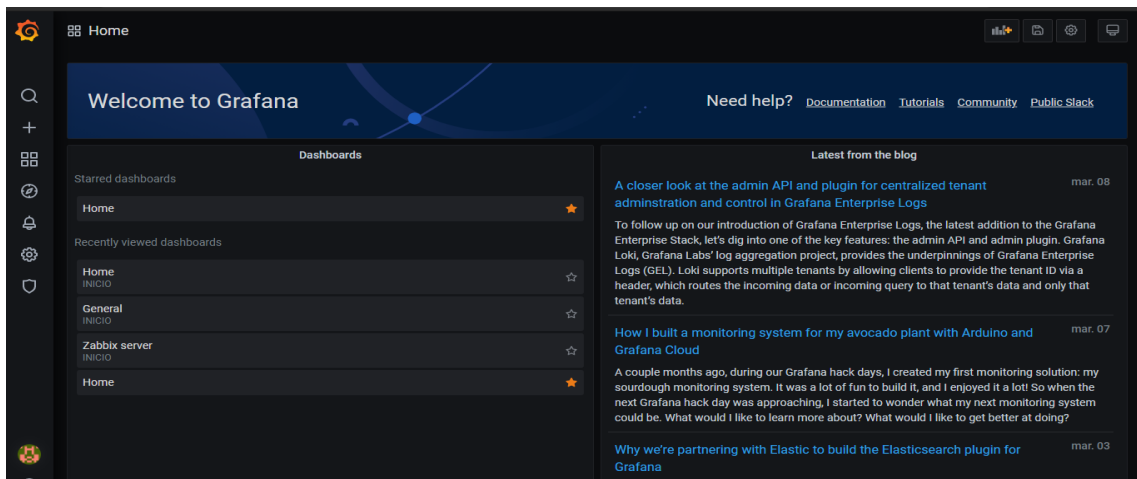 Home
Welcome to Grafana
Need help? Documentation Tutorials Community Public Slack
Dashboards
Starred dashboards
Home
Recently viewed dashboards
Home
INICIO
General
INICIO
Zabbix server
INICIO
Home
Latest from the blog
A closer look at the admin API and plugin for centralized tenant
adminstration and control in Grafana Enterprise Logs
mar. 08
To follow up on our introduction of Grafana Enterprise Logs, the latest addition to the Grafana
Enterprise Stack, let's dig into one of the key features: the admin API and admin plugin. Grafana
Loki, Grafana Labs' log aggregation project, provides the underpinnings of Grafana Enterprise
Logs (GEL). Loki supports multiple tenants by allowing clients to provide the tenant ID via a
header, which routes the incoming data or incoming query to that tenant's data and only that
tenant's data.
How I built a monitoring system for my avocado plant with Arduino and
Grafana Cloud
mar. 07
A couple months ago, during our Grafana hack days, I created my first monitoring solution: my
sourdough monitoring system. It was a lot of fun to build it, and I enjoyed it a lot! So when the
next Grafana hack day was approaching, I started to wonder what my next monitoring system
could be. What would I like to learn more about? What would I like to get better at doing?
Why we're partnering with Elastic to build the Elasticsearch plugin for
Grafana
mar. 03